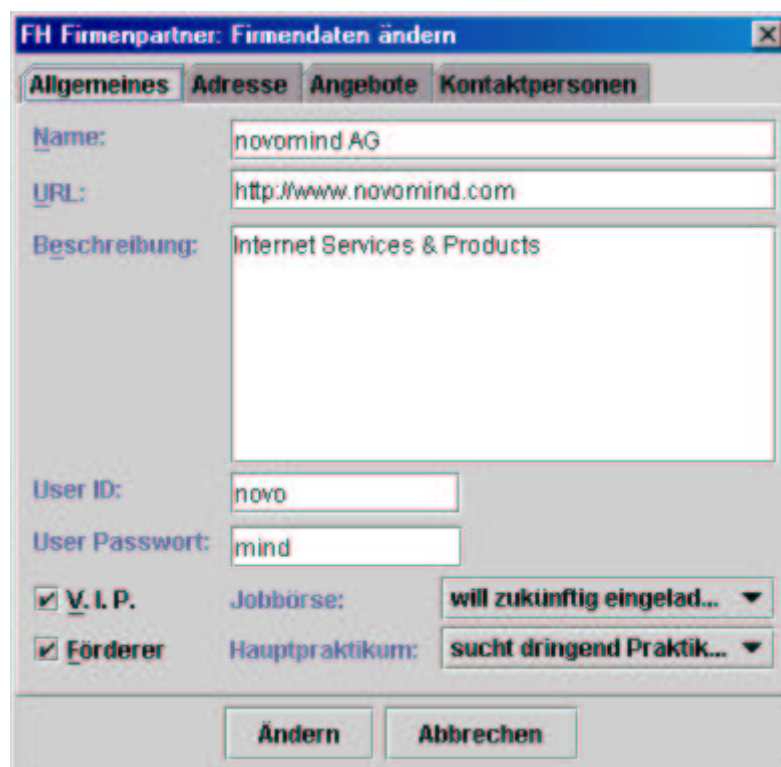 FH Firmenpartner: Firmendaten ändern
Allgemeines Adresse Angebote Kontaktpersonen
Name: novomind AG
URL: http://www.novomind.com
Beschreibung: Internet Services & Products
User ID: novo
User Passwort: mind
V. I. P. Jobbörse: will zukünftig eingelad...
Förderer Hauptpraktikum: sucht dringend Praktik...
Ändern Abbrechen